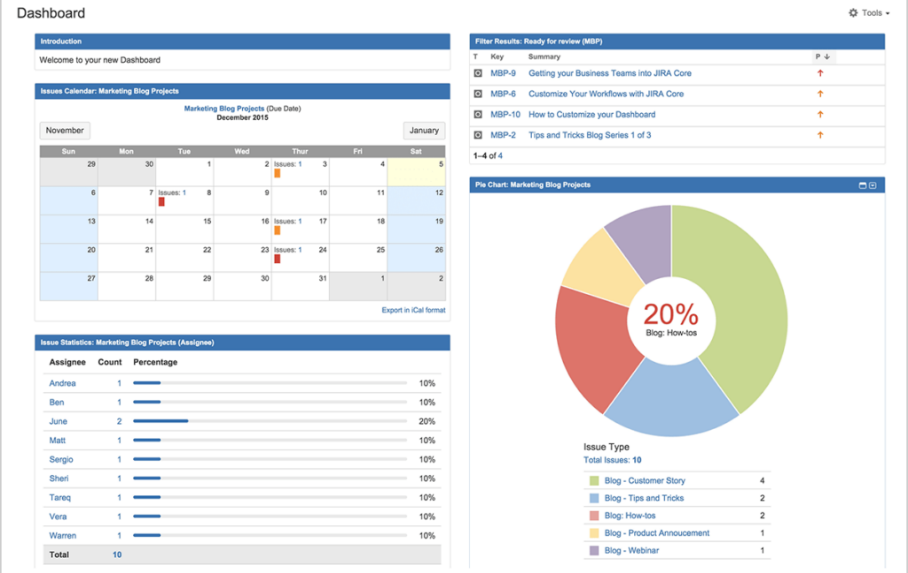 Dashboard
Tools
Introduction
Welcome to your new Dashboard
Issues Calendar: Marketing Blog Projects
Marketing Blog Projects (Due Date)
December 2015
November January
Sun Mon Tue Wed Thur Fri Sat
29 30 1 2 Issues: 1 3 4 5
6 7 Issues: 1 8 9 10 11 12
13 14 15 16 Issues: 1 17 18 19
20 21 22 23 Issues: 1 24 25 26
27 28 29 30 31 1 2
Export in iCal format
Issue Statistics: Marketing Blog Projects (Assignee)
Assignee Count Percentage
Andrea 1 10%
Ben 1 10%
June 2 20%
Matt 1 10%
Sergio 1 10%
Sheri 1 10%
Tareq 1 10%
Vera 1 10%
Warren 1 10%
Total 10
Filter Results: Ready for review (MBP)
T Key Summary P
MBP-9 Getting your Business Teams into JIRA Core
MBP-6 Customize Your Workflows with JIRA Core
MBP-10 How to Customize your Dashboard
MBP-2 Tips and Tricks Blog Series 1 of 3
1–4 of 4
Pie Chart: Marketing Blog Projects
20%
Blog: How-tos
Issue Type
Total Issues: 10
Blog - Customer Story 4
Blog - Tips and Tricks 2
Blog: How-tos 2
Blog - Product Annoucement 1
Blog - Webinar 1